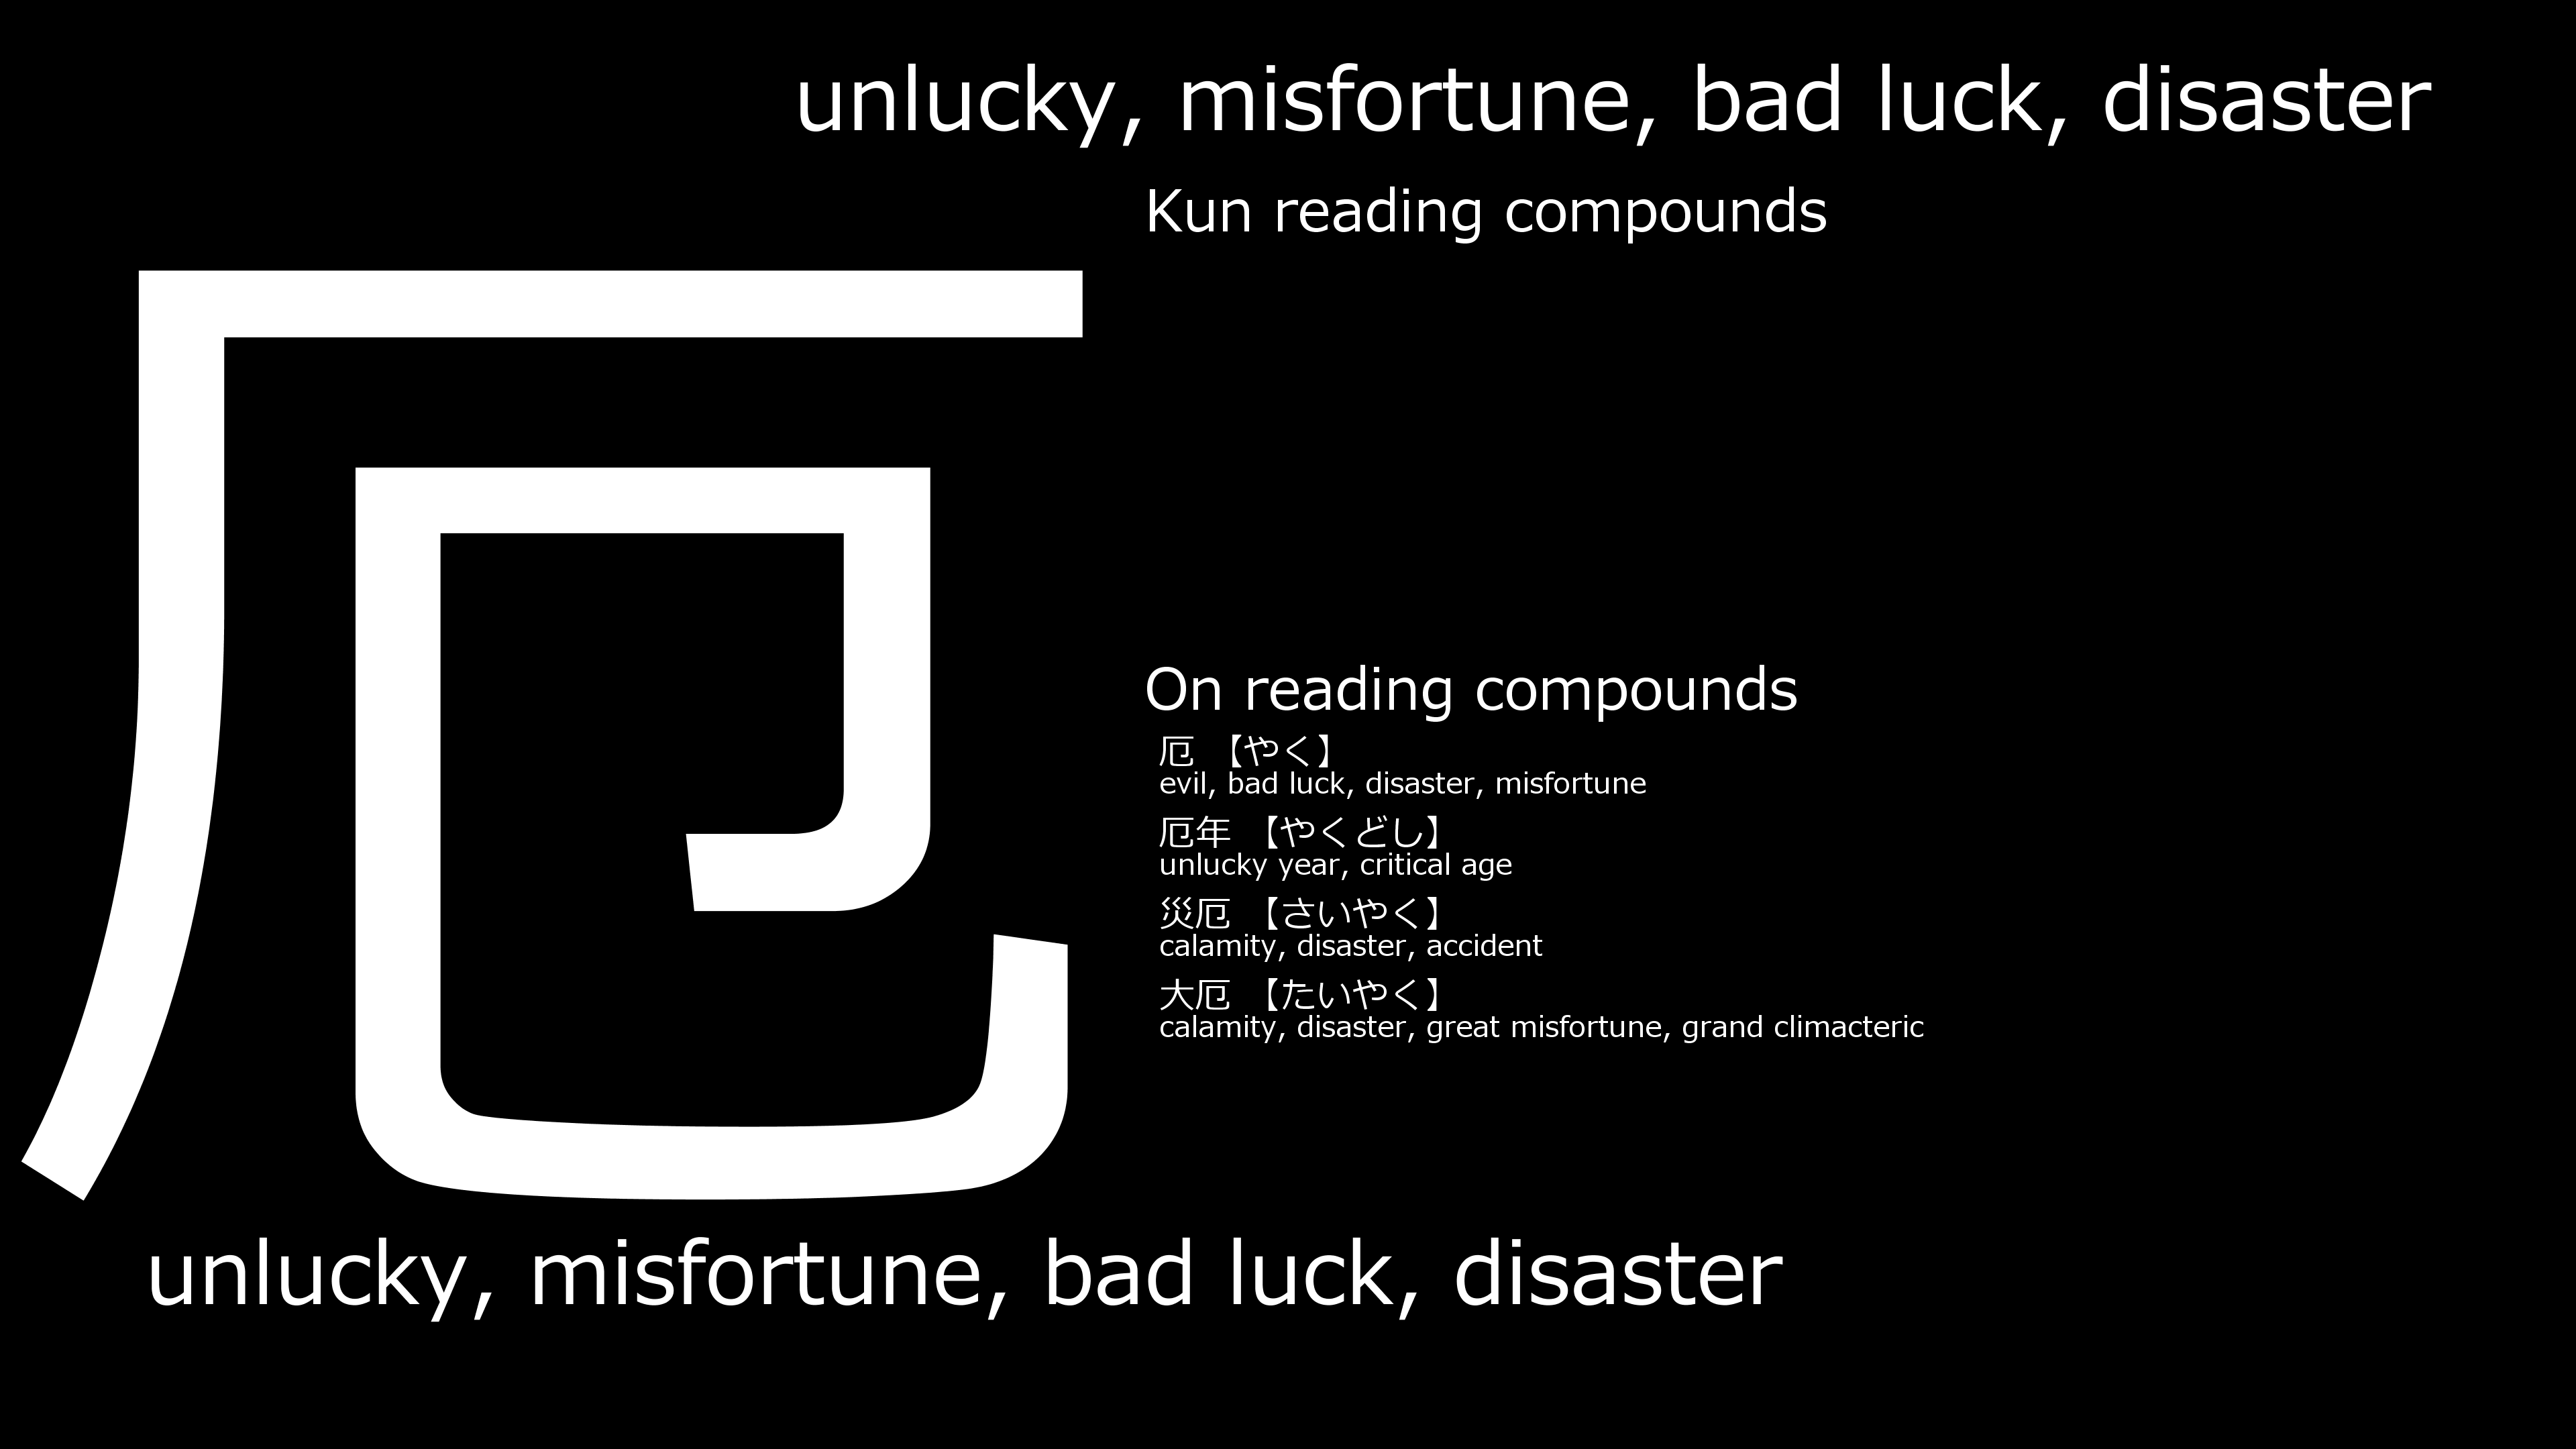 unlucky, misfortune, bad luck, disaster
Kun reading compounds
厄
On reading compounds
厄 【やく】
evil, bad luck, disaster, misfortune
厄年 【やくどし】
unlucky year, critical age
災厄 【さいやく】
calamity, disaster, accident
大厄 【たいやく】
calamity, disaster, great misfortune, grand climacteric
unlucky, misfortune, bad luck, disaster